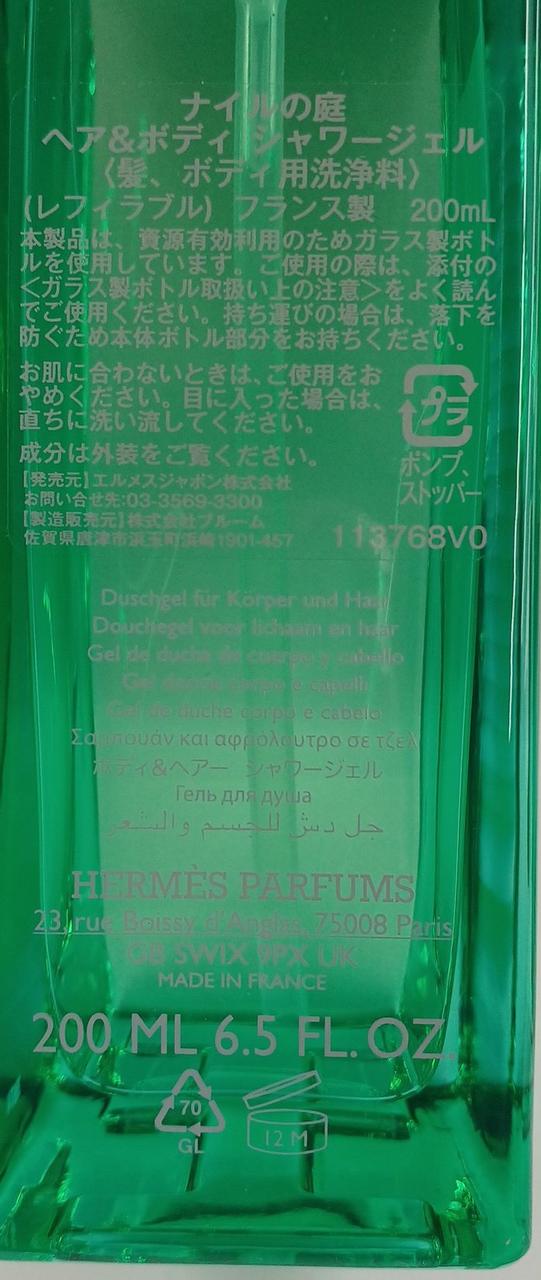 ナイルの庭
ヘア&ボディ シャワージェル
〈髪、ボディ用洗浄料〉
(レフィラブル) フランス製 200mL
本製品は、資源有効利用のためガラス製ボト
ルを使用しています。ご使用の際は、添付の
<ガラス製ボトル取扱い上の注意>をよく読ん
でご使用ください。持ち運びの場合は、落下を
防ぐため本体ボトル部分をお持ちください。
お肌に合わないときは、ご使用をお
やめください。目に入った場合は、
直ちに洗い流してください。
プラ
ポンプ、
ストッパー
成分は外装をご覧ください。
【発売元】エルメスジャポン株式会社
お問い合せ先:03-3569-3300
【製造販売元】株式会社ブルーム
佐賀県唐津市浜玉町浜崎1901-457
113768V0
Duschgel für Körper und Haar
Douchegel voor lichaam en haar
Gel de ducha de cuerpo y cabello
Gel doccia corpo e capelli
Gel de duche corpo e cabelo
Σαμπουάν και αφρόλουτρο σε τζελ
ボディ&ヘアー シャワージェル
Гель для душа
جل دش للجسم والشعر
HERMÈS PARFUMS
23, rue Boissy d'Anglas, 75008 Paris
GB SWIX 9PX UK
MADE IN FRANCE
200 ML 6.5 FL. OZ.
70
GL
12 M